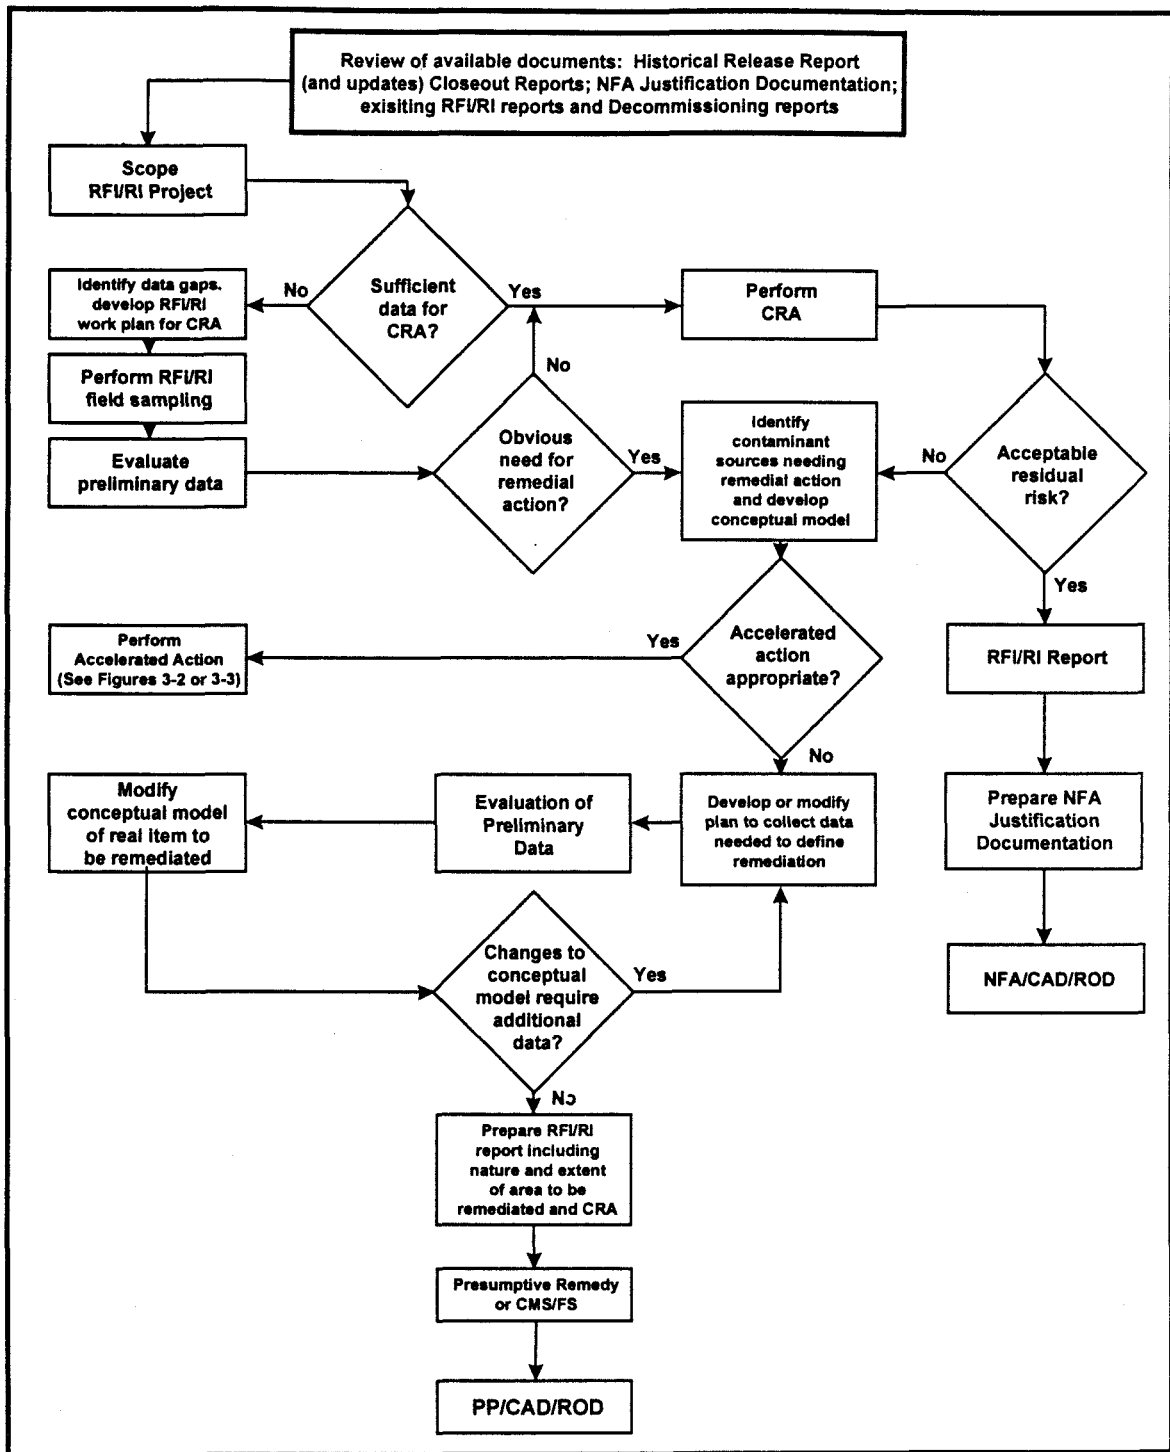 Review of available documents: Historical Release Report
(and updates) Closeout Reports; NFA Justification Documentation;
exisiting RFI/RI reports and Decommissioning reports
Scope
RFI/RI Project
Sufficient
data for
CRA?
No
Yes
Identify data gaps.
develop RFI/RI
work plan for CRA
Perform RFI/RI
field sampling
Evaluate
preliminary data
Obvious
need for
remedial
action?
No
Yes
Perform
CRA
Identify
contaminant
sources needing
remedial action
and develop
conceptual model
No
Acceptable
residual
risk?
Yes
RFI/RI Report
Prepare NFA
Justification
Documentation
NFA/CAD/ROD
Accelerated
action
appropriate?
Yes
Perform
Accelerated Action
(See Figures 3-2 or 3-3)
No
Develop or modify
plan to collect data
needed to define
remediation
Evaluation of
Preliminary
Data
Modify
conceptual model
of real item to
be remediated
Changes to
conceptual
model require
additional
data?
Yes
No
Prepare RFI/RI
report including
nature and extent
of area to be
remediated and CRA
Presumptive Remedy
or CMS/FS
PP/CAD/ROD